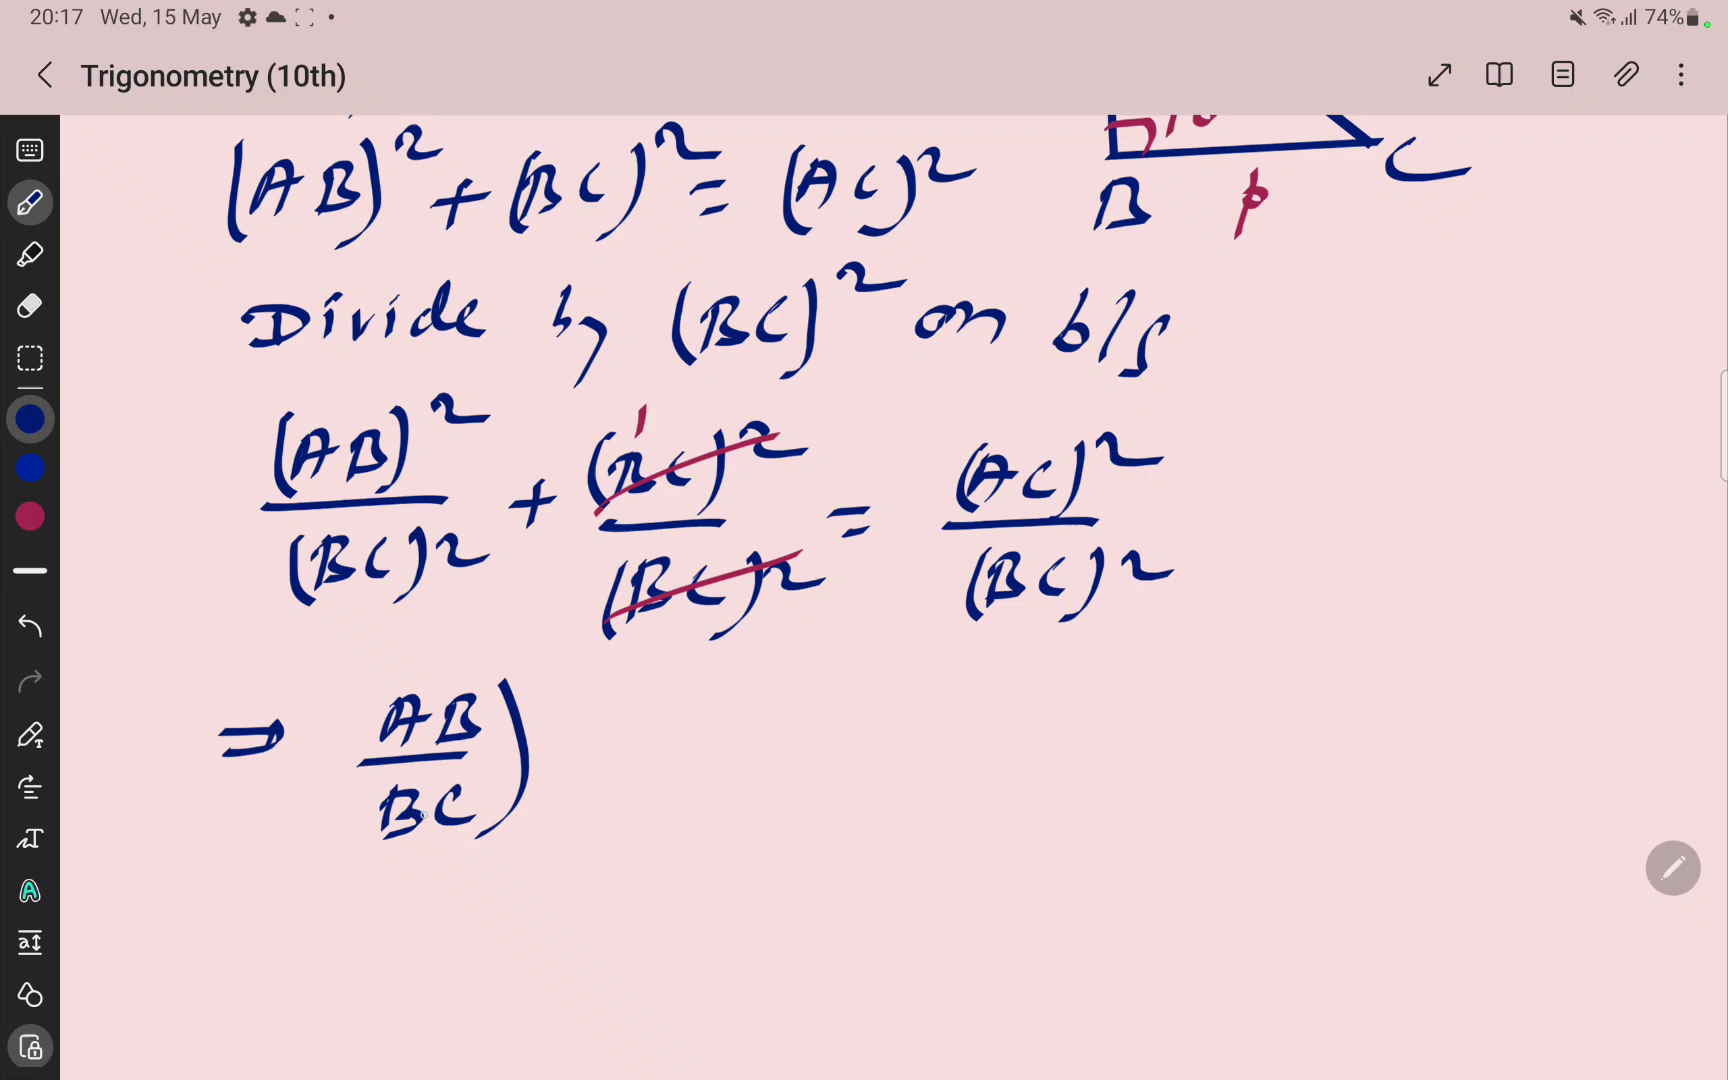 20:17 Wed, 15 May 74%
Trigonometry (10th)
(AB)² + (BC)² = (AC)²
B p C
Divide by (BC)² on b/s
(AB)²/(BC)² + (BC)²/(BC)² 1 = (AC)²/(BC)²
⇒ AB/BC)